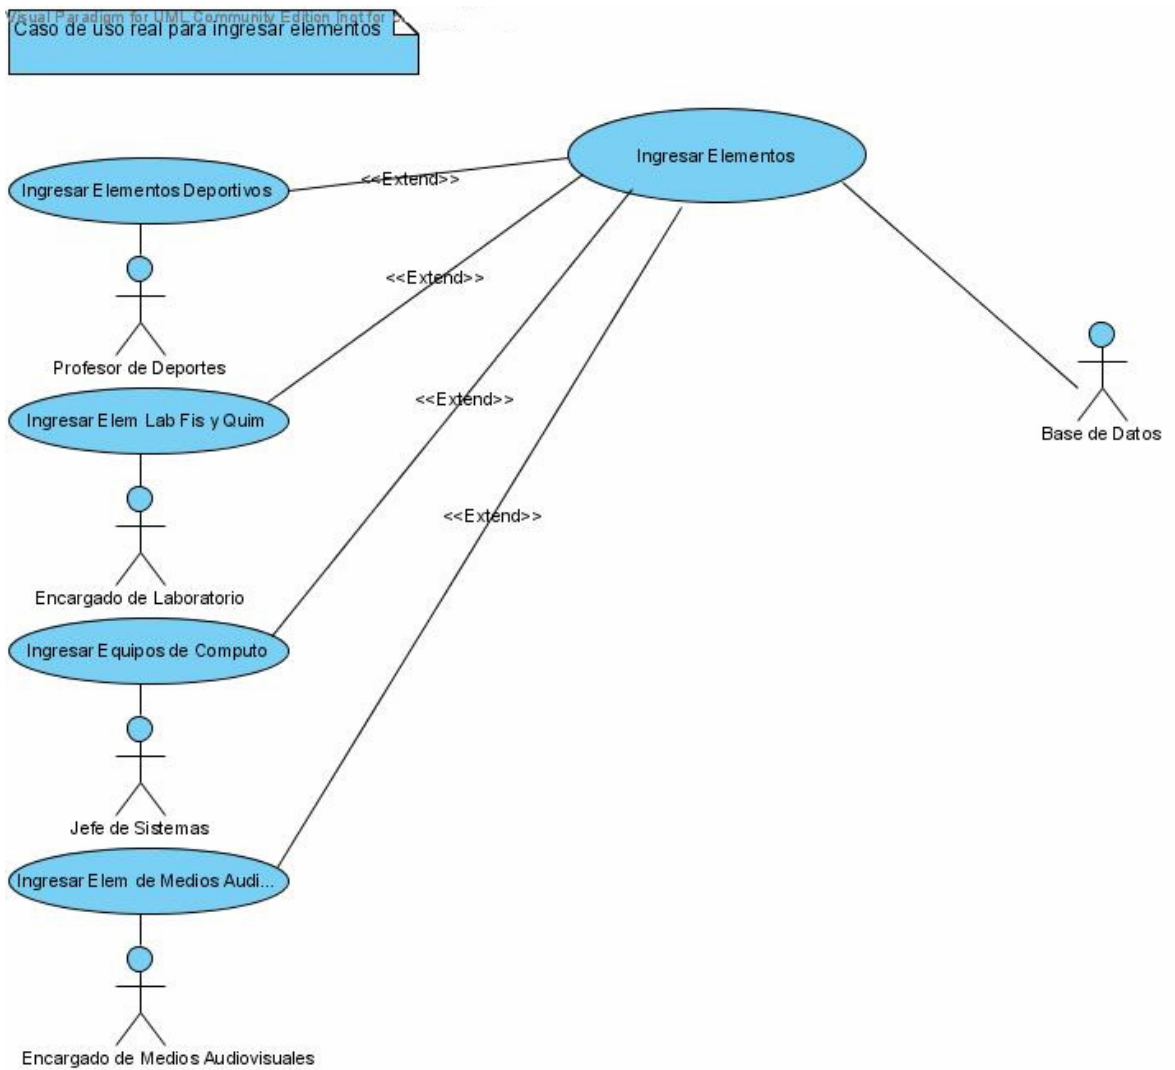 Visual Paradigm for UML Community Edition [not for
Caso de uso real para ingresar elementos
Ingresar Elementos
Ingresar Elementos Deportivos
<<Extend>>
<<Extend>>
Profesor de Deportes
Ingresar Elem Lab Fis y Quim
<<Extend>>
Base de Datos
<<Extend>>
Encargado de Laboratorio
Ingresar Equipos de Computo
Jefe de Sistemas
Ingresar Elem de Medios Audi...
Encargado de Medios Audiovisuales